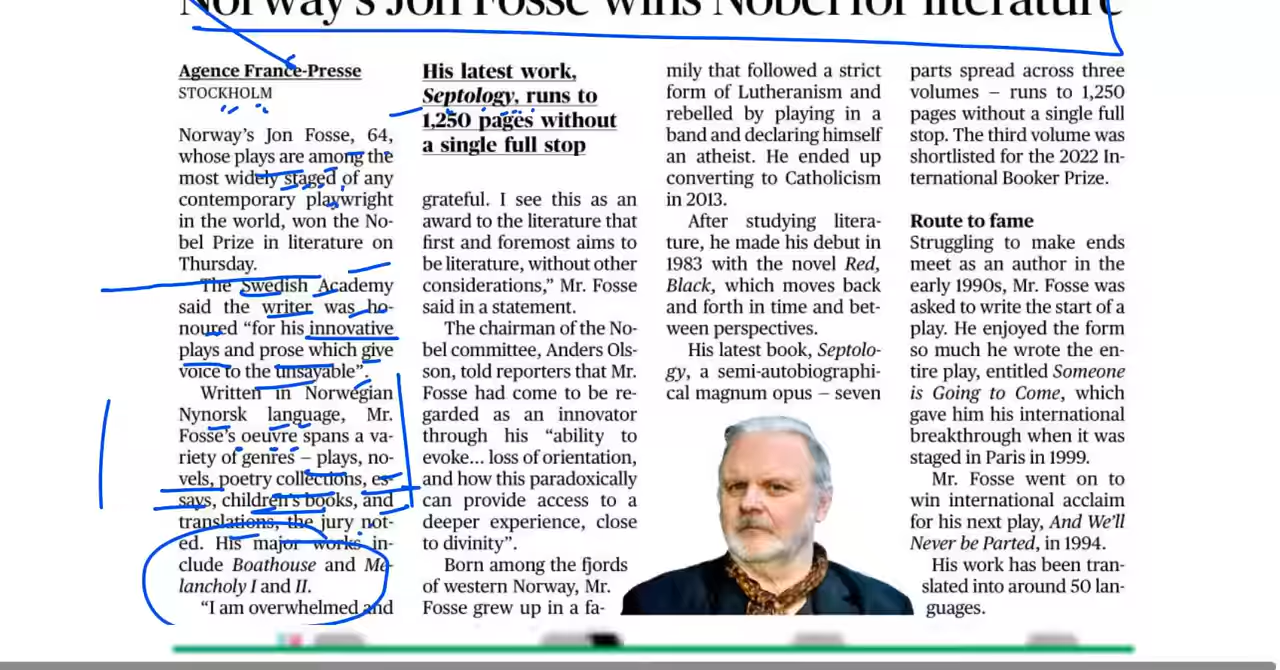 Norway's Jon Fosse wins Nobel for literature
Agence France-Presse
STOCKHOLM
Norway's Jon Fosse, 64,
whose plays are among the
most widely staged of any
contemporary playwright
in the world, won the No-
bel Prize in literature on
Thursday.
The Swedish Academy
said the writer was ho-
noured “for his innovative
plays and prose which give
voice to the unsayable”.
Written in Norwegian
Nynorsk language, Mr.
Fosse's oeuvre spans a va-
riety of genres – plays, no-
vels, poetry collections, es-
says, children's books, and
translations, the jury not-
ed. His major works in-
clude Boathouse and Me-
lancholy I and II.
“I am overwhelmed and
His latest work,
Septology, runs to
1,250 pages without
a single full stop
grateful. I see this as an
award to the literature that
first and foremost aims to
be literature, without other
considerations,” Mr. Fosse
said in a statement.
The chairman of the No-
bel committee, Anders Ols-
son, told reporters that Mr.
Fosse had come to be re-
garded as an innovator
through his “ability to
evoke... loss of orientation,
and how this paradoxically
can provide access to a
deeper experience, close
to divinity”.
Born among the fjords
of western Norway, Mr.
Fosse grew up in a fa-
mily that followed a strict
form of Lutheranism and
rebelled by playing in a
band and declaring himself
an atheist. He ended up
converting to Catholicism
in 2013.
After studying litera-
ture, he made his debut in
1983 with the novel Red,
Black, which moves back
and forth in time and bet-
ween perspectives.
His latest book, Septolo-
gy, a semi-autobiographi-
cal magnum opus – seven
parts spread across three
volumes – runs to 1,250
pages without a single full
stop. The third volume was
shortlisted for the 2022 In-
ternational Booker Prize.
Route to fame
Struggling to make ends
meet as an author in the
early 1990s, Mr. Fosse was
asked to write the start of a
play. He enjoyed the form
so much he wrote the en-
tire play, entitled Someone
is Going to Come, which
gave him his international
breakthrough when it was
staged in Paris in 1999.
Mr. Fosse went on to
win international acclaim
for his next play, And We'll
Never be Parted, in 1994.
His work has been tran-
slated into around 50 lan-
guages.